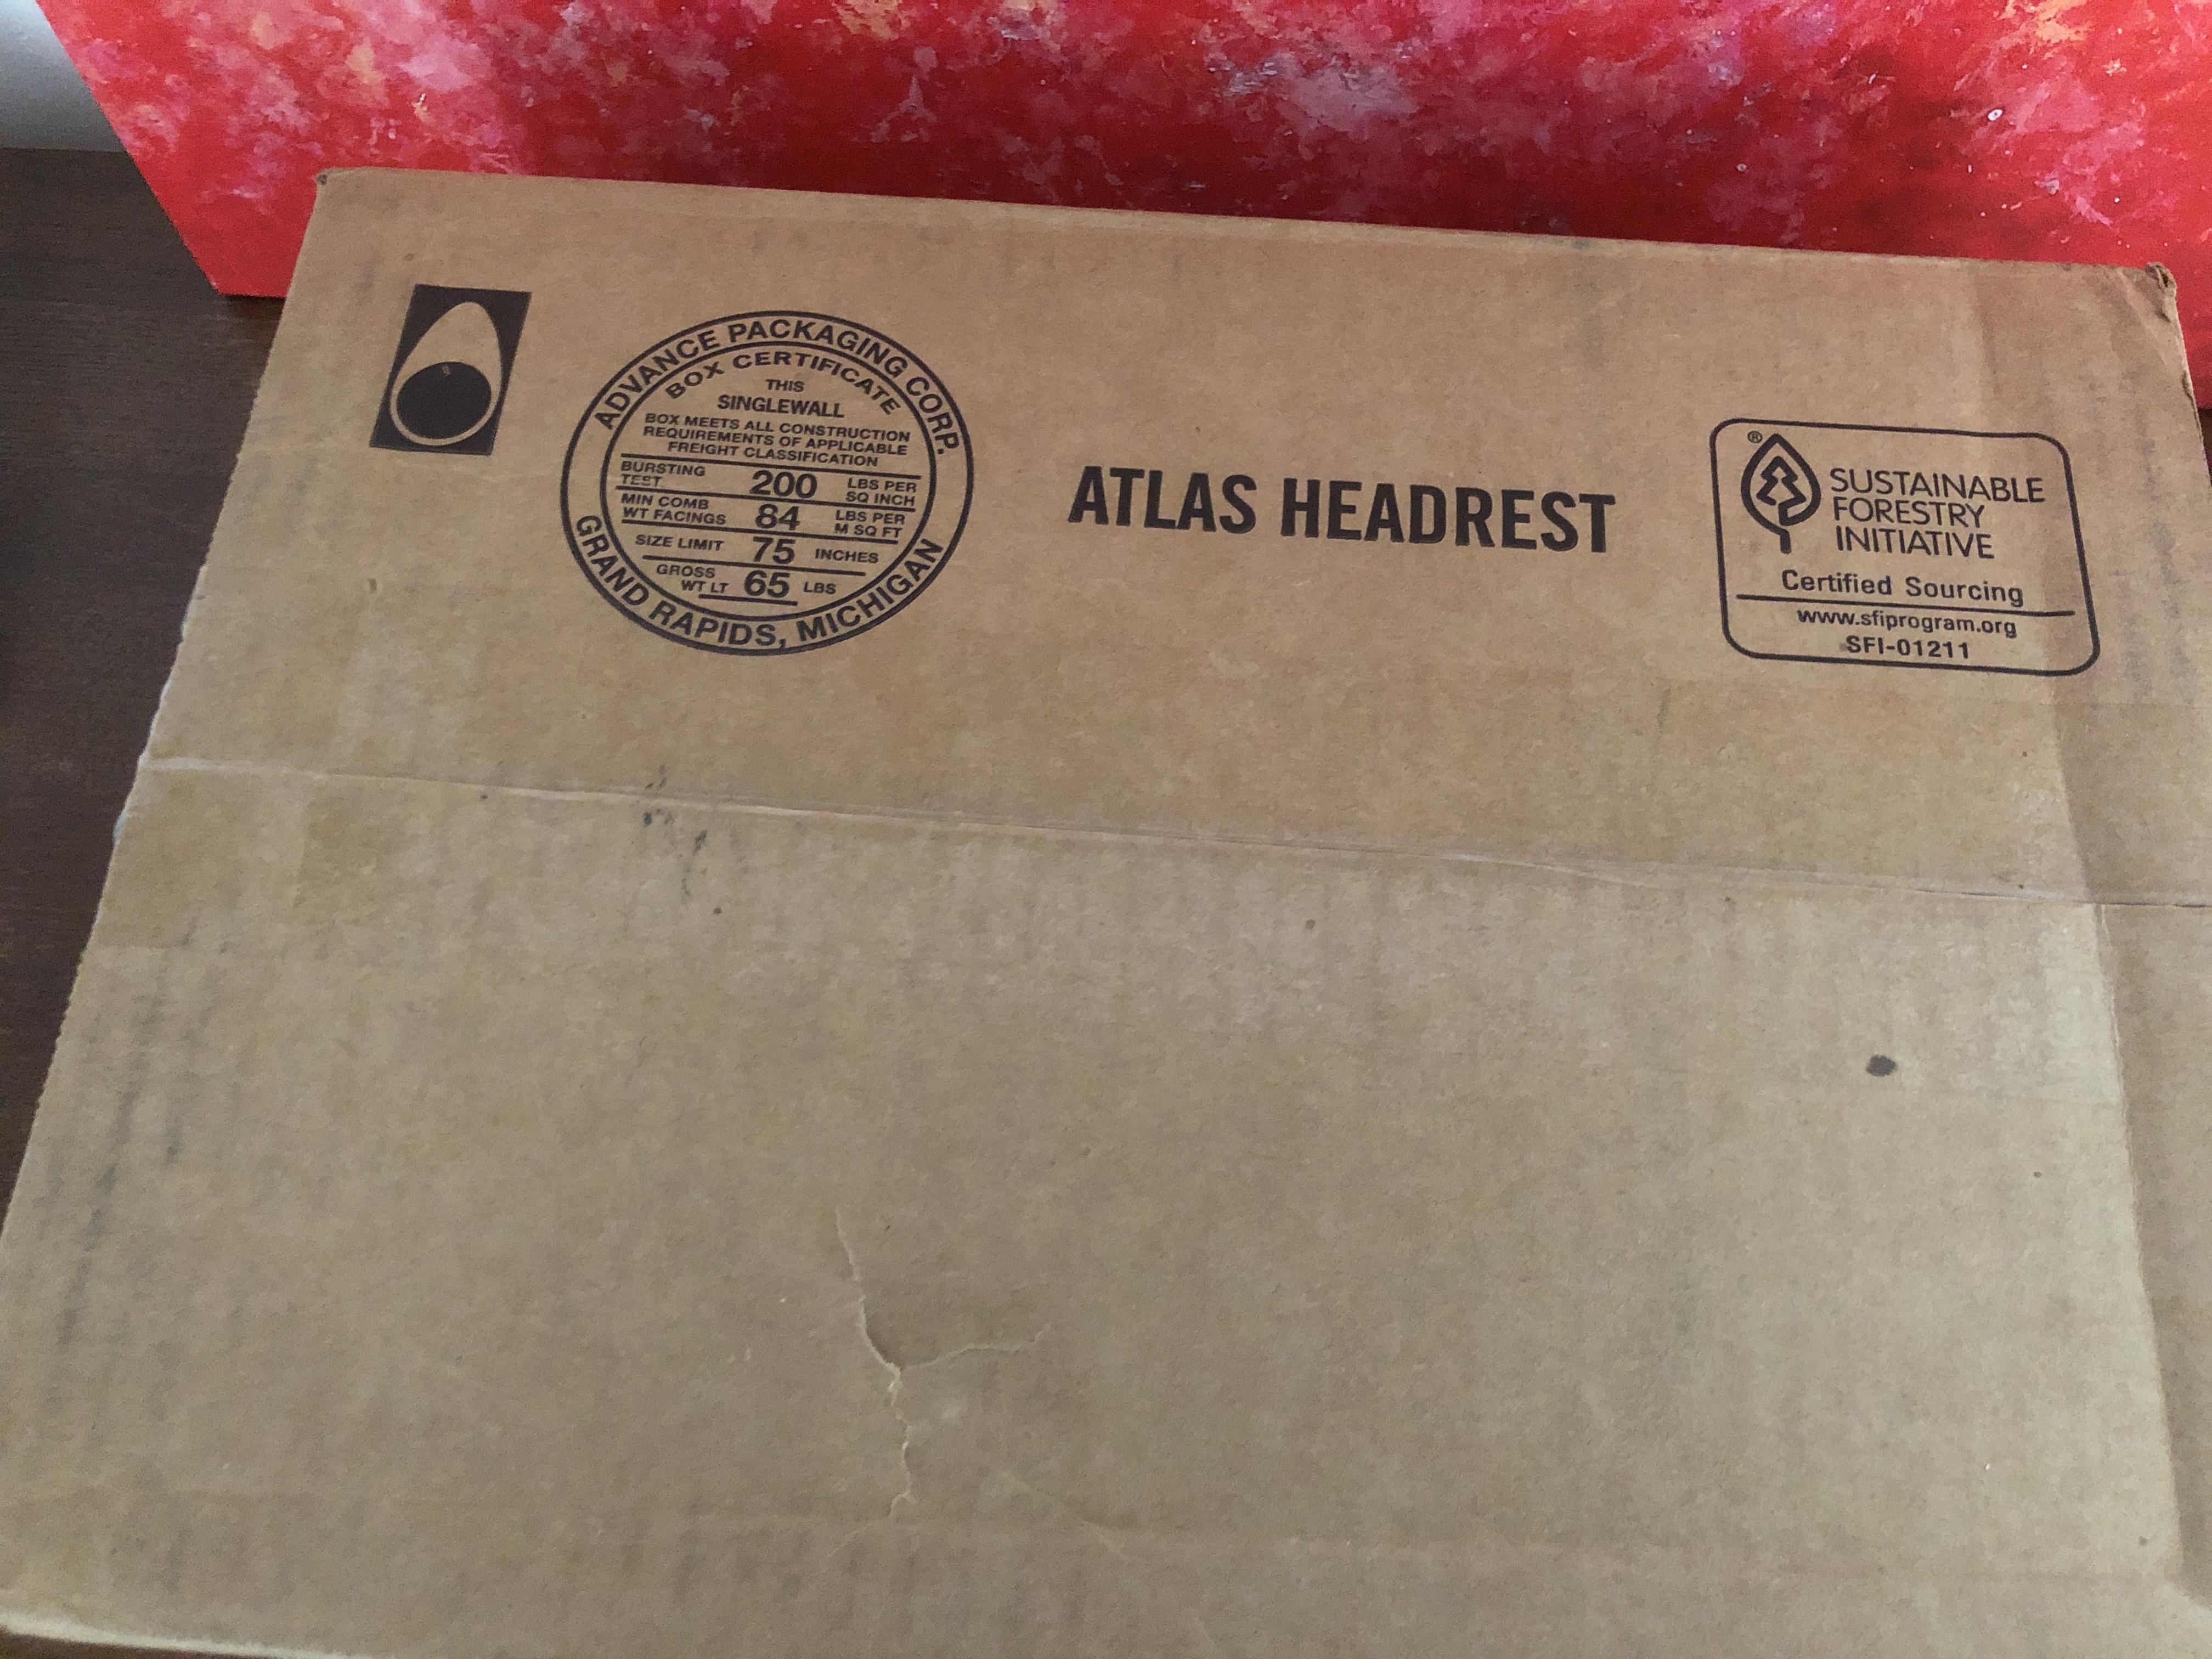 ADVANCE PACKAGING CORP.
BOX CERTIFICATE
THIS
SINGLEWALL
BOX MEETS ALL CONSTRUCTION
REQUIREMENTS OF APPLICABLE
FREIGHT CLASSIFICATION
BURSTING TEST 200 LBS PER SQ INCH
MIN COMB WT FACINGS 84 LBS PER M SQ FT
SIZE LIMIT 75 INCHES
GROSS WT LT 65 LBS
GRAND RAPIDS, MICHIGAN
ATLAS HEADREST
®
SUSTAINABLE
FORESTRY
INITIATIVE
Certified Sourcing
www.sfiprogram.org
SFI-01211